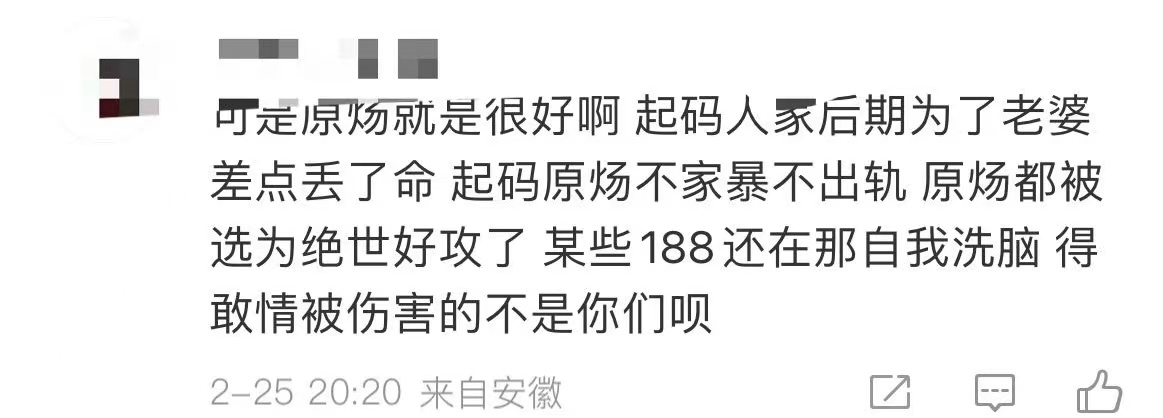 可是原炀就是很好啊 起码人家后期为了老婆
差点丢了命 起码原炀不家暴不出轨 原炀都被
选为绝世好攻了 某些188还在那自我洗脑 得
敢情被伤害的不是你们呗
2-25 20:20 来自安徽